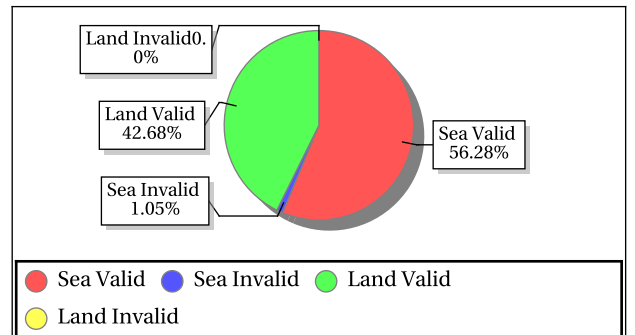 Land Invalid0.
0%
Land Valid
42.68%
Sea Valid
56.28%
Sea Invalid
1.05%
Sea Valid Sea Invalid Land Valid
Land Invalid